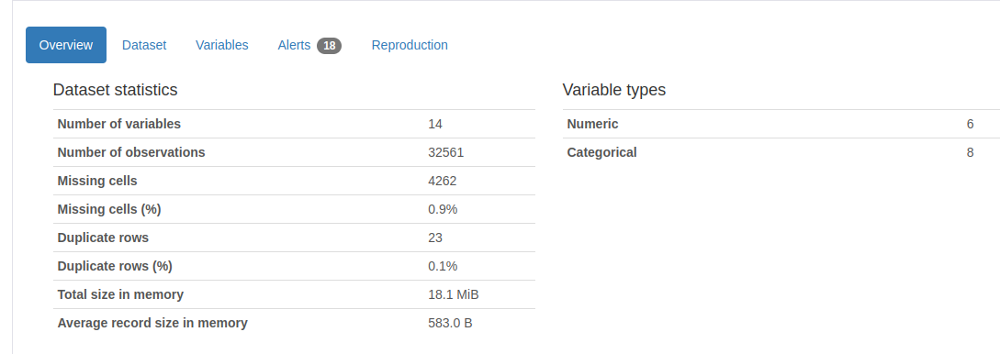 Overview Dataset Variables Alerts 18 Reproduction
Dataset statistics
Number of variables 14
Number of observations 32561
Missing cells 4262
Missing cells (%) 0.9%
Duplicate rows 23
Duplicate rows (%) 0.1%
Total size in memory 18.1 MiB
Average record size in memory 583.0 B
Variable types
Numeric 6
Categorical 8